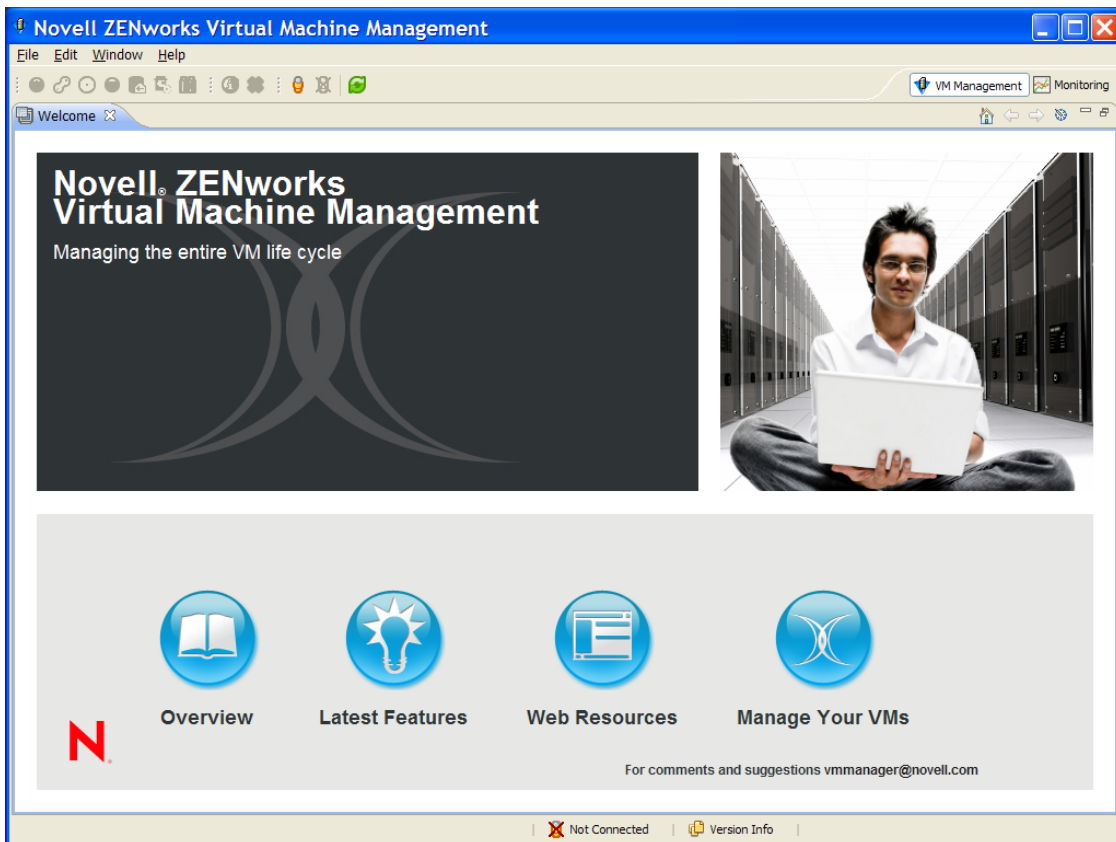 Novell ZENworks Virtual Machine Management
File Edit Window Help
VM Management Monitoring
Welcome
Novell® ZENworks
Virtual Machine Management
Managing the entire VM life cycle
Overview Latest Features Web Resources Manage Your VMs
N
For comments and suggestions vmmanager@novell.com
Not Connected | Version Info |